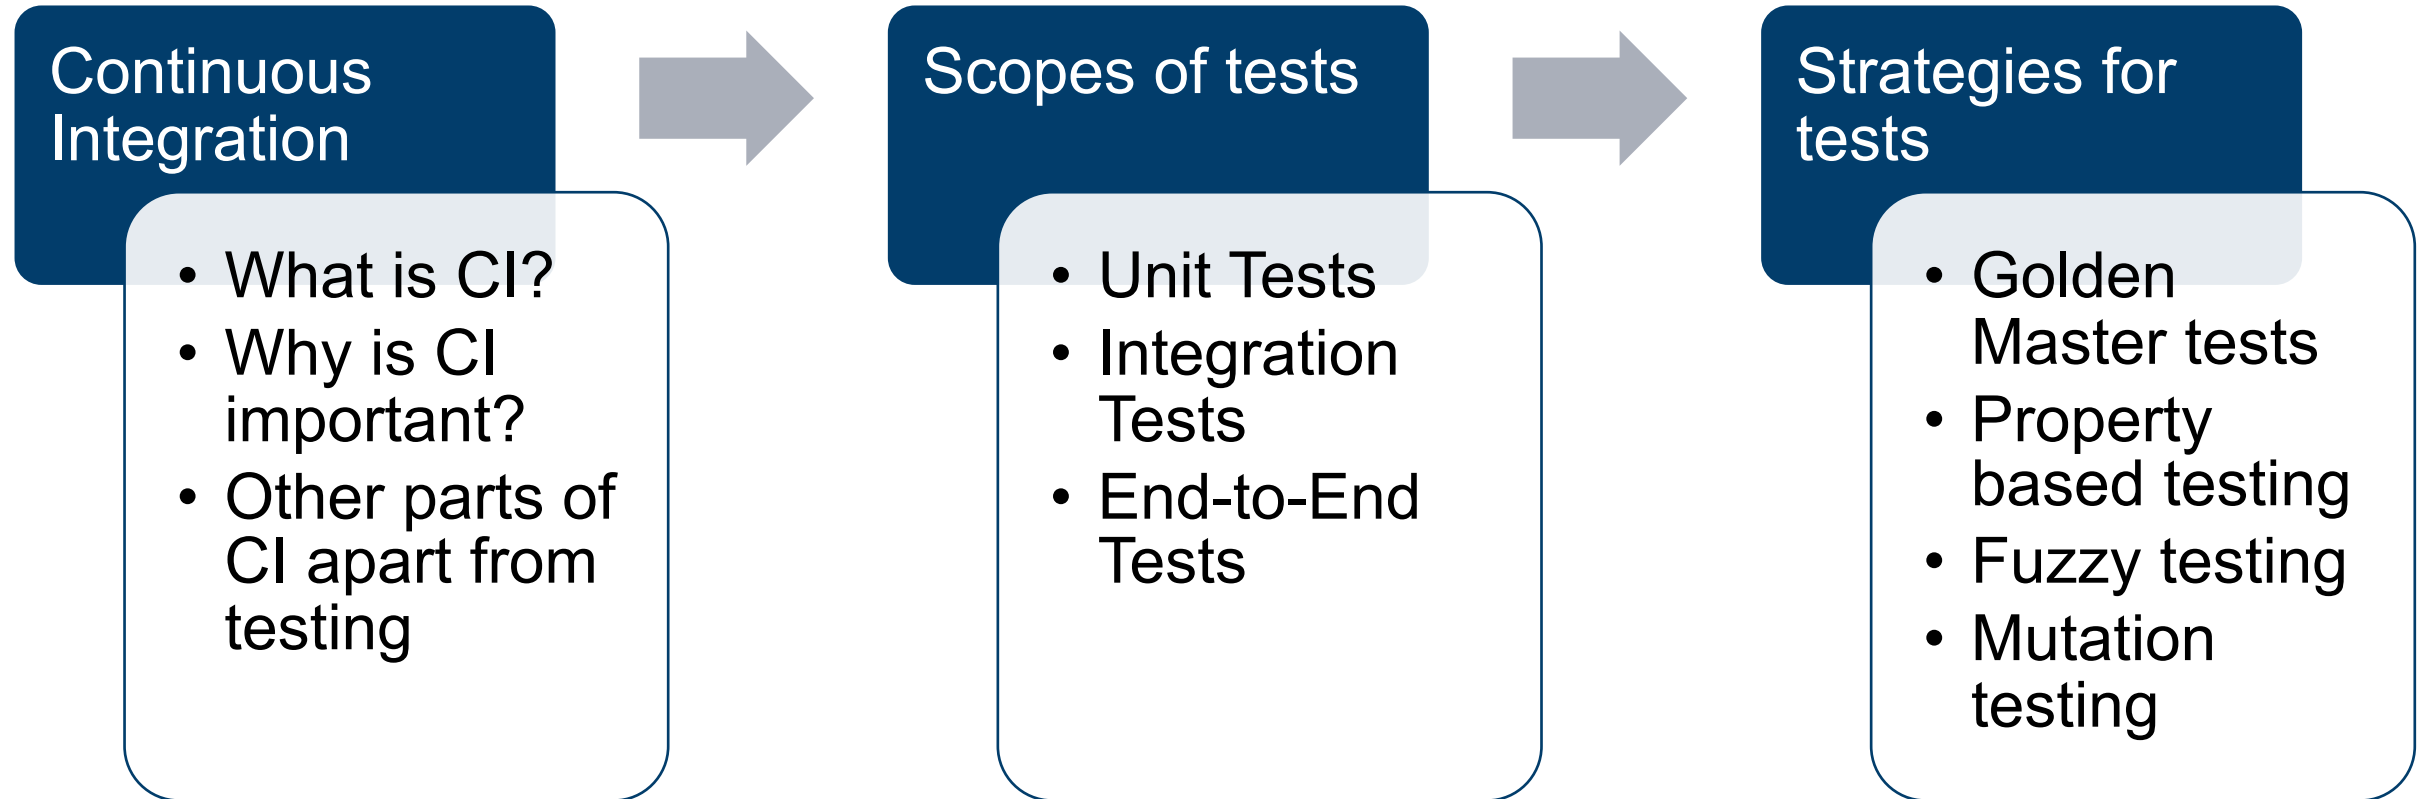 Continuous
Integration
• What is CI?
• Why is CI
important?
• Other parts of
CI apart from
testing
Scopes of tests
• Unit Tests
• Integration
Tests
• End-to-End
Tests
Strategies for
tests
• Golden
Master tests
• Property
based testing
• Fuzzy testing
• Mutation
testing